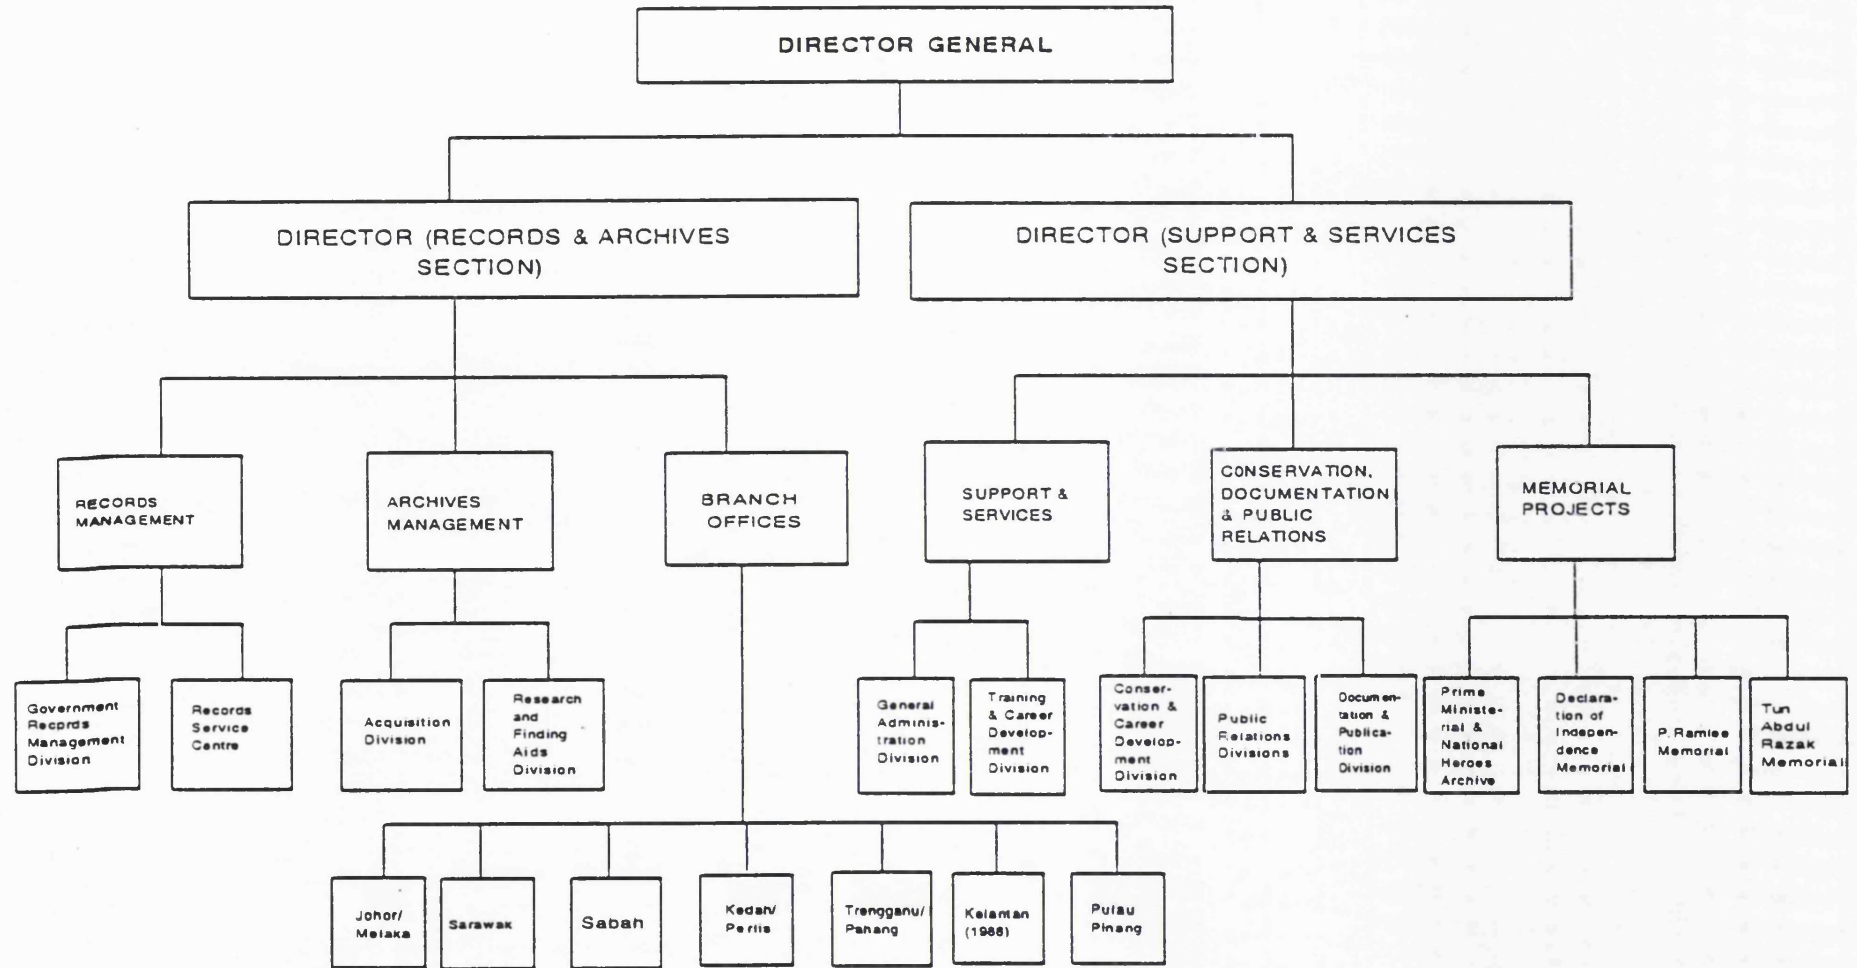 DIRECTOR GENERAL
DIRECTOR (RECORDS & ARCHIVES
SECTION)
DIRECTOR (SUPPORT & SERVICES
SECTION)
RECORDS
MANAGEMENT
ARCHIVES
MANAGEMENT
BRANCH
OFFICES
SUPPORT &
SERVICES
CONSERVATION,
DOCUMENTATION
& PUBLIC
RELATIONS
MEMORIAL
PROJECTS
Government
Records
Management
Division
Records
Service
Centre
Acquisition
Division
Research
and
Finding
Aids
Division
General
Adminis-
tration
Division
Training
& Career
Develop-
ment
Division
Conser-
vation &
Career
Develop-
ment
Division
Public
Relations
Divisions
Documen-
tation &
Publica-
tion
Division
Prime
Ministe-
rial &
National
Heroes
Archive
Declara-
tion of
Indepen-
dence
Memorial
P. Ramlee
Memorial
Tun
Abdul
Razak
Memorial
Johor/
Melaka
Sarawak
Sabah
Kedah/
Perlis
Trengganu/
Pahang
Kelantan
(1988)
Pulau
Pinang